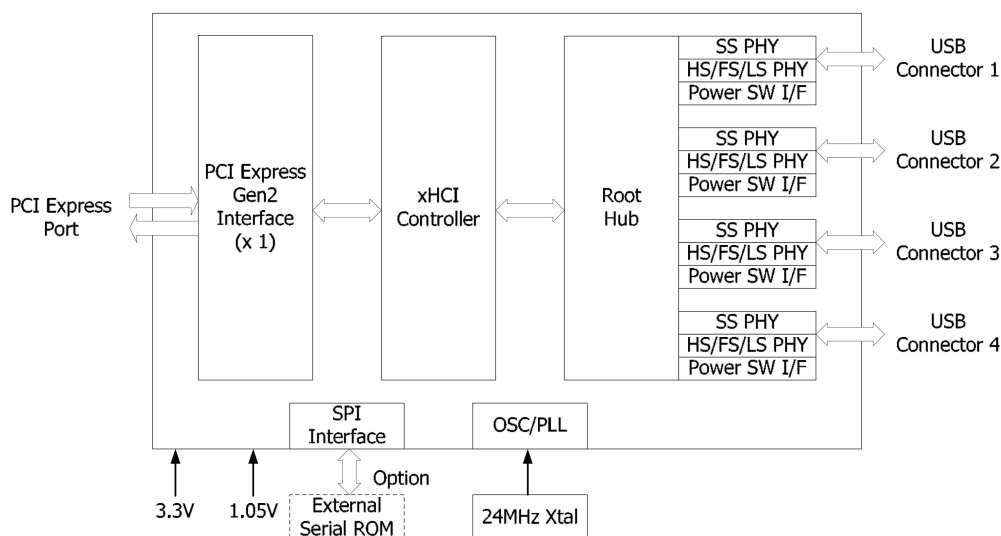 PCI Express
Port
PCI Express
Gen2
Interface
(x 1)
xHCI
Controller
Root
Hub
SS PHY
HS/FS/LS PHY
Power SW I/F
USB
Connector 1
SS PHY
HS/FS/LS PHY
Power SW I/F
USB
Connector 2
SS PHY
HS/FS/LS PHY
Power SW I/F
USB
Connector 3
SS PHY
HS/FS/LS PHY
Power SW I/F
USB
Connector 4
SPI
Interface
OSC/PLL
Option
3.3V
1.05V
External
Serial ROM
24MHz Xtal